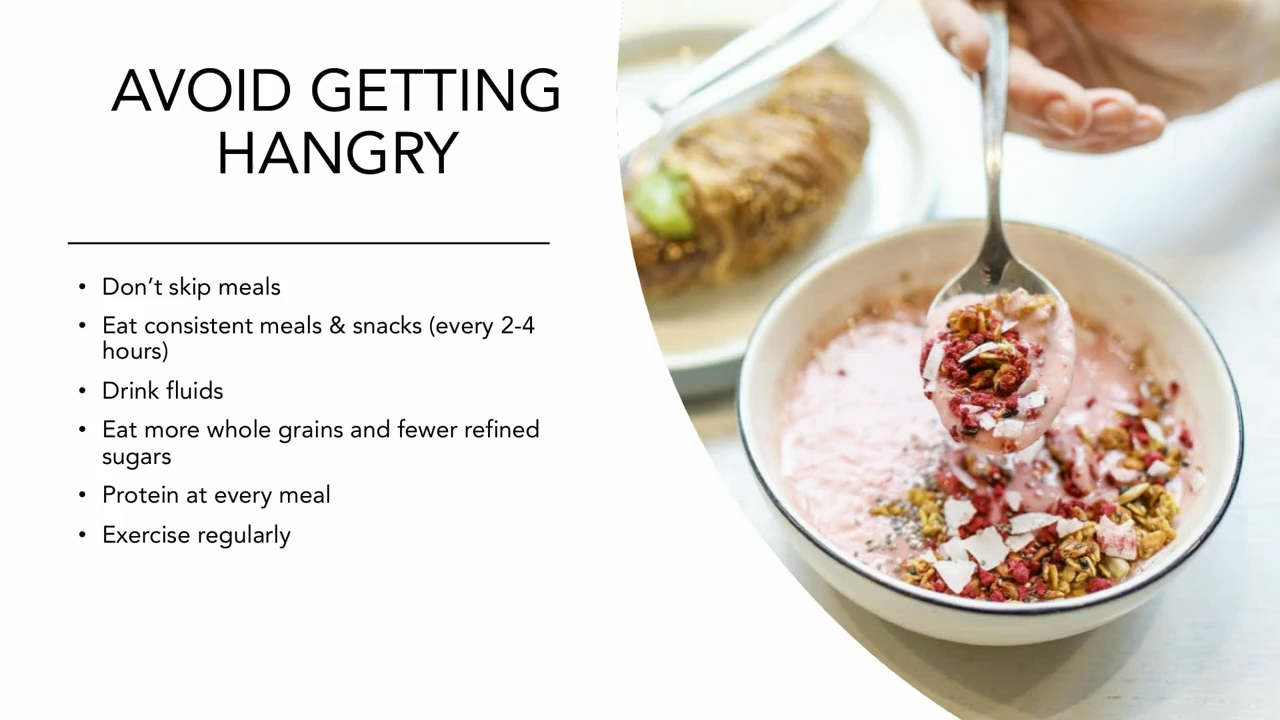 AVOID GETTING
HANGRY
• Don’t skip meals
• Eat consistent meals & snacks (every 2-4
hours)
• Drink fluids
• Eat more whole grains and fewer refined
sugars
• Protein at every meal
• Exercise regularly